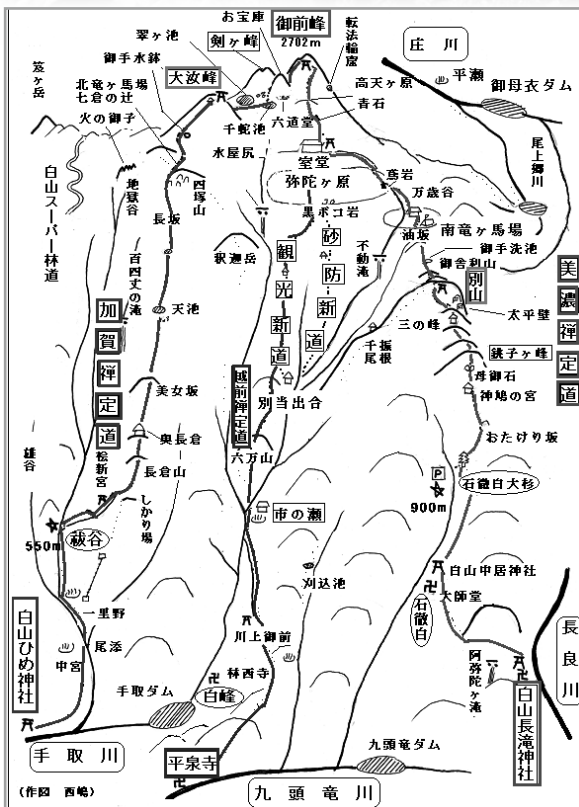 お宝庫
御前峰
2702m
転法輪窟
庄川
翠ヶ池
剣ヶ峰
御手水鉢
大汝峰
高天ヶ原
平瀬
御母衣ダム
笈ヶ岳
北竜ヶ馬場
七倉の辻
青石
火の御子
千蛇池
六道堂
尾上郷川
水屋尻
室堂
白山スーパー林道
地獄谷
四塚山
弥陀ヶ原
鳶岩
万歳谷
長坂
黒ボコ岩
南竜ヶ馬場
油坂
御手洗池
百四丈の滝
釈迦岳
観光新道
砂防新道
不動滝
御舎利山
別山
美濃禅定道
加賀禅定道
天池
太平壁
三の峰
千振尾根
銚子ヶ峰
母御石
美女坂
越前禅定道
別当出合
神鳩の宮
奥長倉
六万山
おたけり坂
桧新宮
長倉山
雄谷
しかり場
市の瀬
P
石徹白大杉
550m
900m
祓谷
刈込池
白山中居神社
一里野
大師堂
石徹白
白山ひめ神社
川上御前
尾添
中宮
林西寺
阿弥陀ヶ滝
長良川
手取ダム
白峰
白山長滝神社
手取川
平泉寺
九頭竜ダム
九頭竜川
(作図 西嶋)